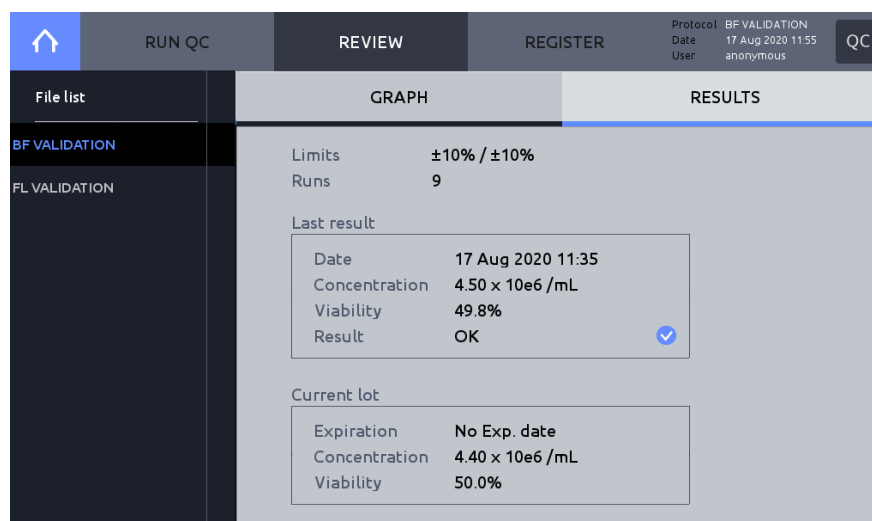 RUN QC
REVIEW
REGISTER
Protocol BF VALIDATION
Date 17 Aug 2020 11:55
User anonymous
QC
File list
GRAPH
RESULTS
BF VALIDATION
FL VALIDATION
Limits ±10% / ±10%
Runs 9
Last result
Date 17 Aug 2020 11:35
Concentration 4.50 x 10e6 /mL
Viability 49.8%
Result OK
Current lot
Expiration No Exp. date
Concentration 4.40 x 10e6 /mL
Viability 50.0%